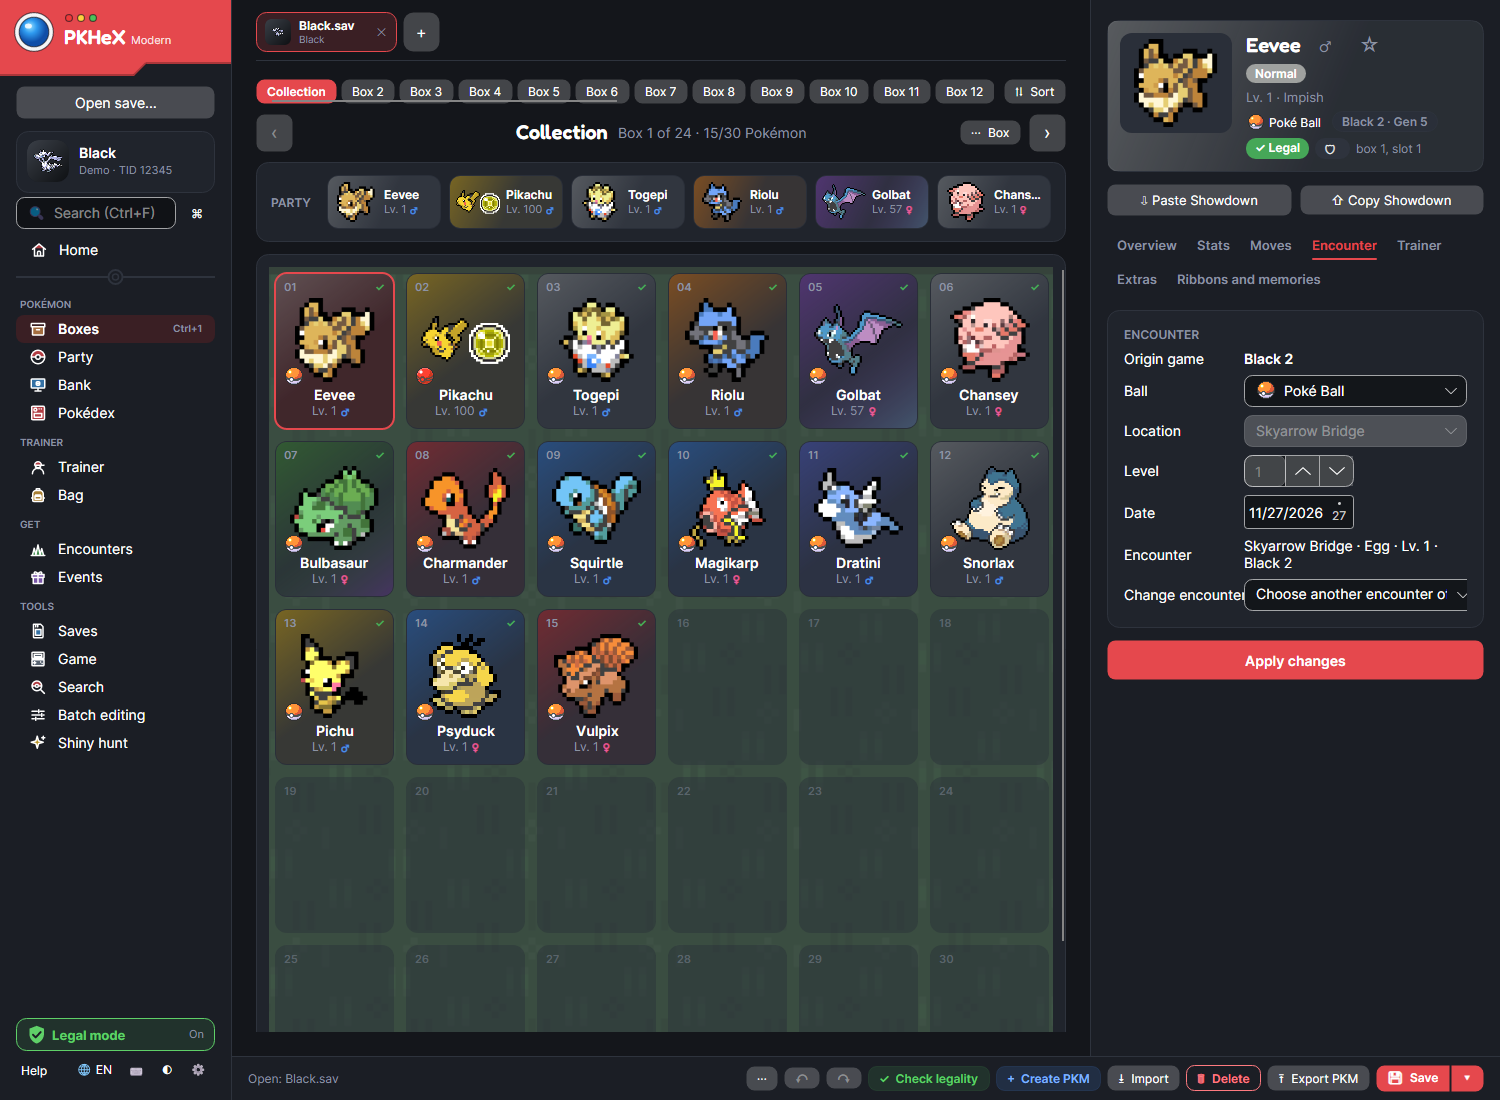 PKHeX Modern
Open save...
Black
Demo · TID 12345
Search (Ctrl+F)
⌘
Home
POKÉMON
Boxes Ctrl+1
Party
Bank
Pokédex
TRAINER
Trainer
Bag
GET
Encounters
Events
TOOLS
Saves
Game
Search
Batch editing
Shiny hunt
Legal mode On
Help EN
Black.sav
Black
+
Collection Box 2 Box 3 Box 4 Box 5 Box 6 Box 7 Box 8 Box 9 Box 10 Box 11 Box 12 Sort
‹ Collection Box 1 of 24 · 15/30 Pokémon ··· Box ›
PARTY
Eevee
Lv. 1 ♂
Pikachu
Lv. 100 ♂
Togepi
Lv. 1 ♂
Riolu
Lv. 1 ♂
Golbat
Lv. 57 ♀
Chans...
Lv. 1 ♀
01 ✓
Eevee
Lv. 1 ♂
02 ✓
Pikachu
Lv. 100 ♂
03 ✓
Togepi
Lv. 1 ♂
04 ✓
Riolu
Lv. 1 ♂
05 ✓
Golbat
Lv. 57 ♀
06 ✓
Chansey
Lv. 1 ♀
07 ✓
Bulbasaur
Lv. 1 ♀
08 ✓
Charmander
Lv. 1 ♂
09 ✓
Squirtle
Lv. 1 ♂
10 ✓
Magikarp
Lv. 1 ♀
11 ✓
Dratini
Lv. 1 ♂
12 ✓
Snorlax
Lv. 1 ♂
13 ✓
Pichu
Lv. 1 ♂
14 ✓
Psyduck
Lv. 1 ♀
15 ✓
Vulpix
Lv. 1 ♀
16
17
18
19
20
21
22
23
24
25
26
27
28
29
30
Eevee ♂ ☆
Normal
Lv. 1 · Impish
Poké Ball Black 2 · Gen 5
✓ Legal box 1, slot 1
⇩ Paste Showdown
⇧ Copy Showdown
Overview Stats Moves Encounter Trainer
Extras Ribbons and memories
ENCOUNTER
Origin game Black 2
Ball Poké Ball
Location Skyarrow Bridge
Level 1
Date 11/27/2026 27
Encounter Skyarrow Bridge · Egg · Lv. 1 ·
Black 2
Change encounter Choose another encounter o
Apply changes
Open: Black.sav
···
✓ Check legality
+ Create PKM
Import
Delete
Export PKM
Save